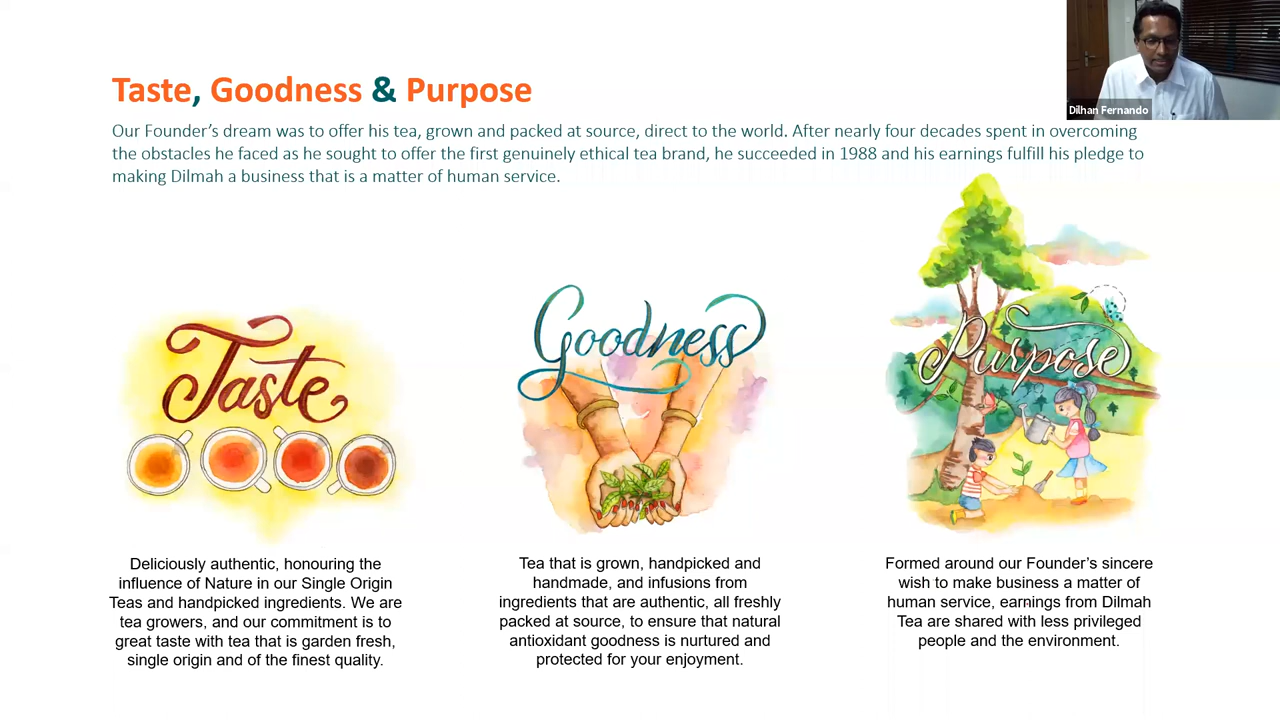 Taste, Goodness & Purpose
Dilhan Fernando
Our Founder’s dream was to offer his tea, grown and packed at source, direct to the world. After nearly four decades spent in overcoming
the obstacles he faced as he sought to offer the first genuinely ethical tea brand, he succeeded in 1988 and his earnings fulfill his pledge to
making Dilmah a business that is a matter of human service.
Taste
Deliciously authentic, honouring the
influence of Nature in our Single Origin
Teas and handpicked ingredients. We are
tea growers, and our commitment is to
great taste with tea that is garden fresh,
single origin and of the finest quality.
Goodness
Tea that is grown, handpicked and
handmade, and infusions from
ingredients that are authentic, all freshly
packed at source, to ensure that natural
antioxidant goodness is nurtured and
protected for your enjoyment.
Purpose
Formed around our Founder’s sincere
wish to make business a matter of
human service, earnings from Dilmah
Tea are shared with less privileged
people and the environment.